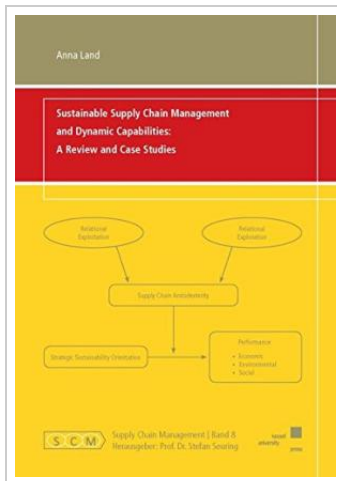 Anna Land
Sustainable Supply Chain Management
and Dynamic Capabilities:
A Review and Case Studies
Relational
Exploitation
Relational
Exploration
Supply Chain Ambidexterity
Strategic Sustainability Orientation
Performance
• Economic
• Environmental
• Social
S C M
Supply Chain Management | Band 8
Herausgeber: Prof. Dr. Stefan Seuring
kassel
university
press